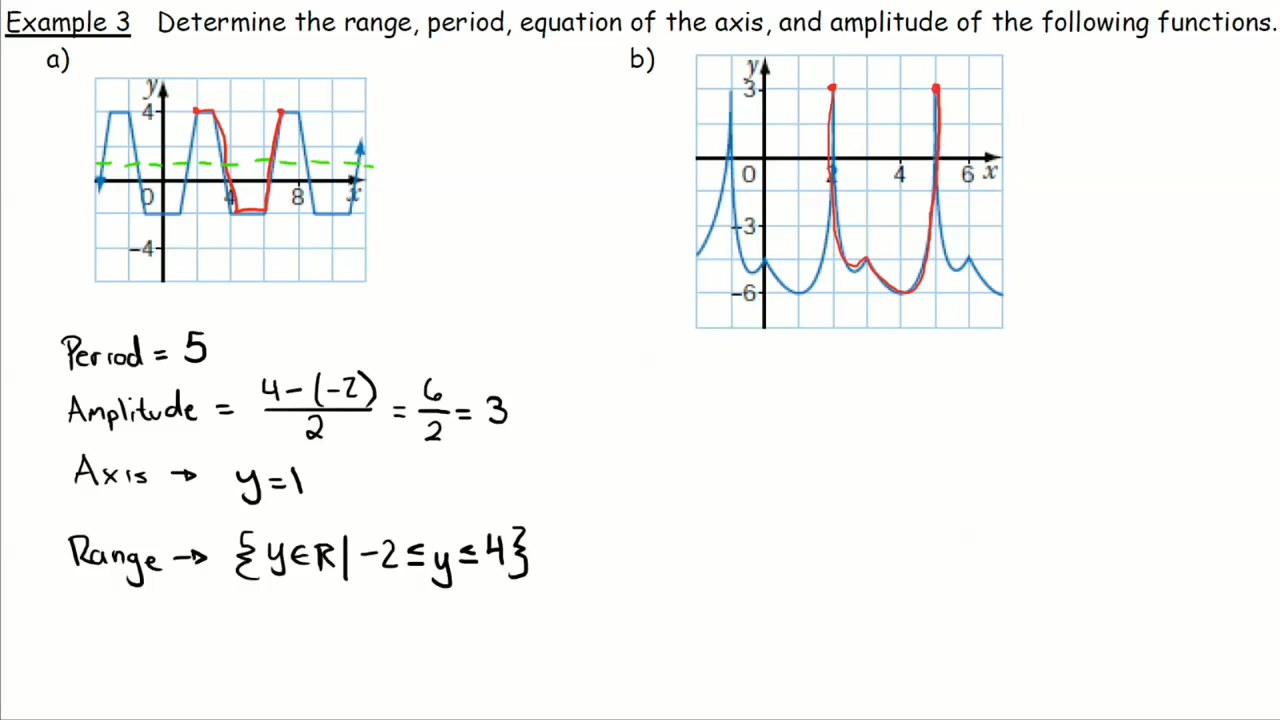 Example 3 Determine the range, period, equation of the axis, and amplitude of the following functions.
a)
y
4
0
4
8
x
-4
b)
y
3
0
2
4
6
x
-3
-6
Period = 5
Amplitude = 4-(-2)/2 = 6/2 = 3
Axis → y=1
Range → {y∈R|-2≤y≤4}